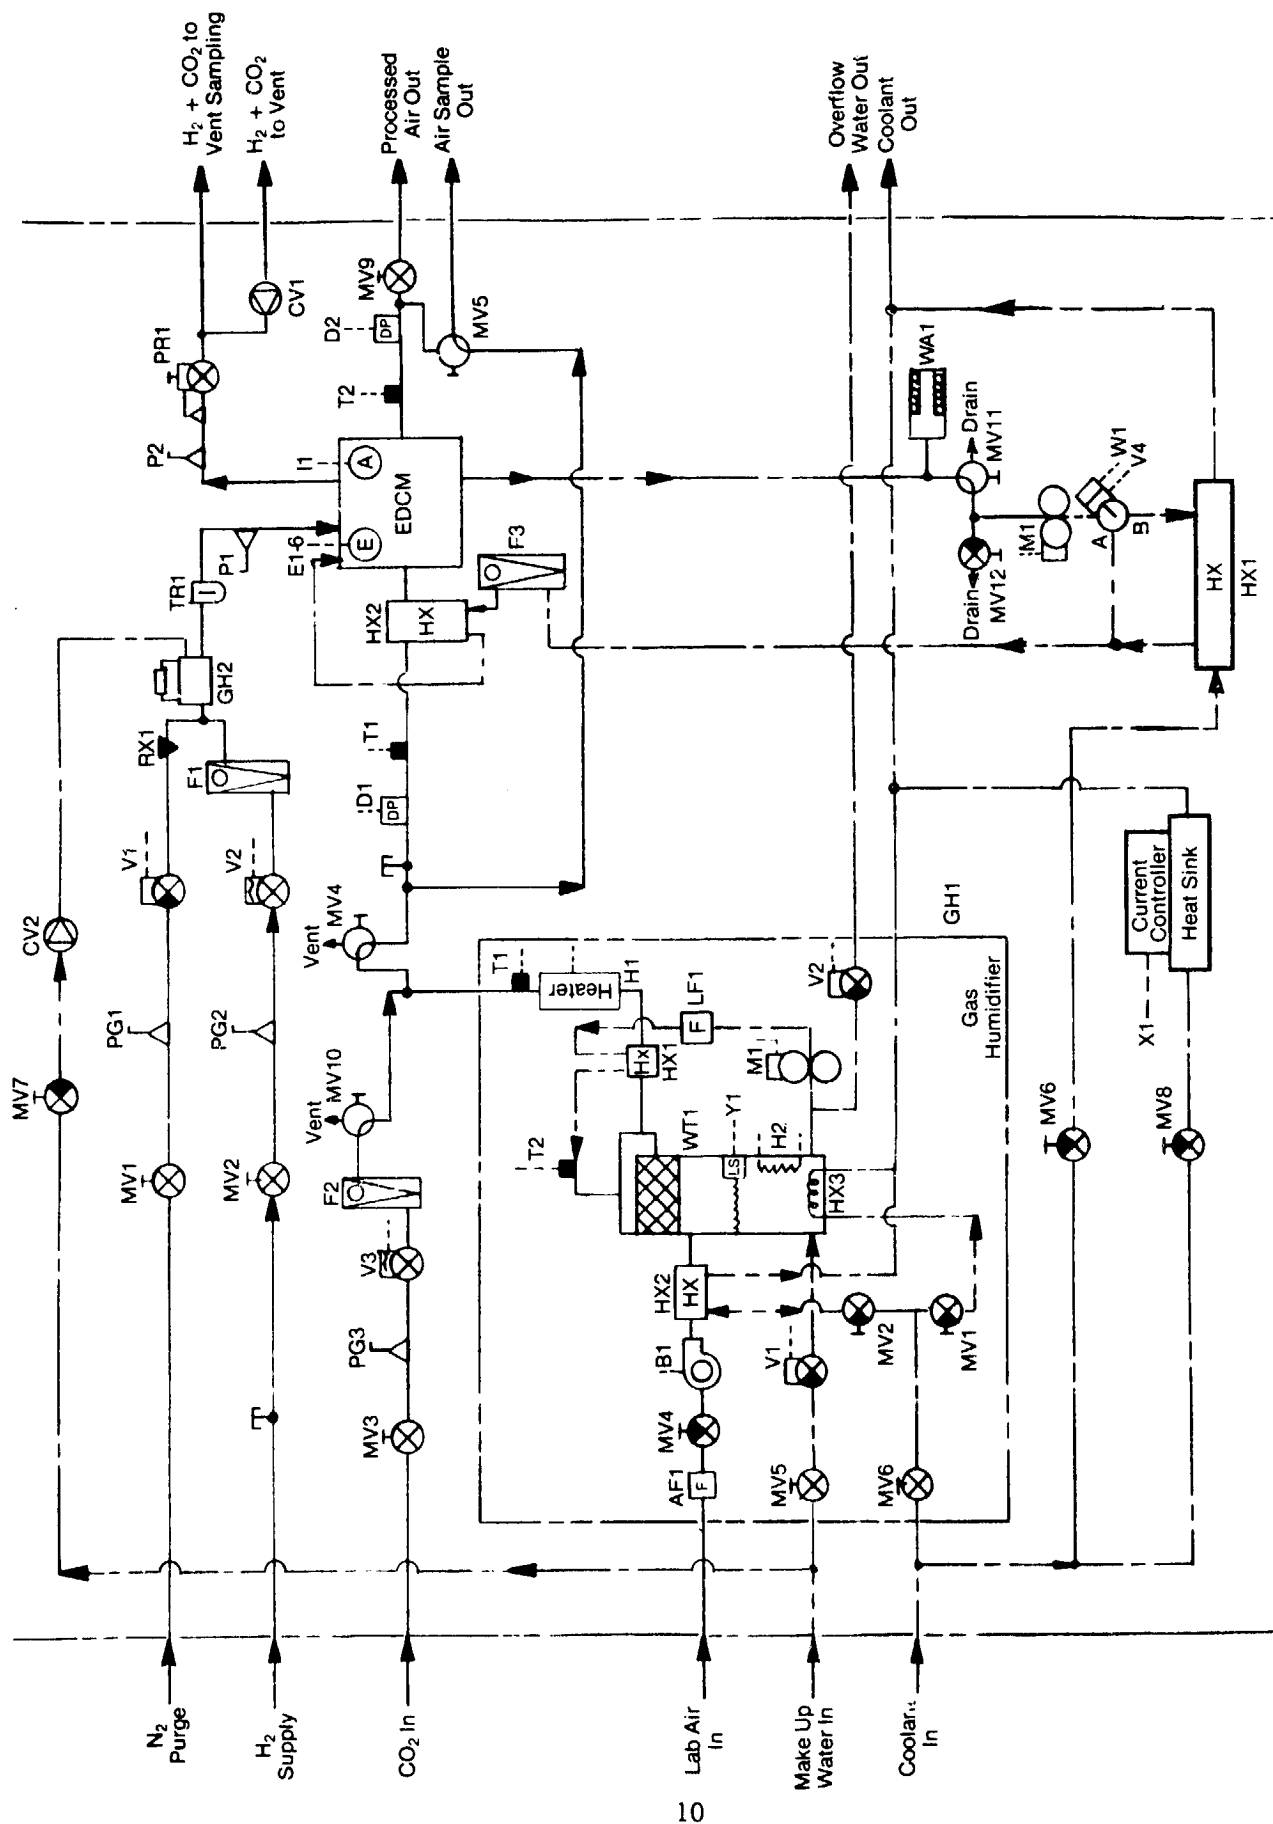 H2 + CO2 to
Vent Sampling
H2 + CO2
to Vent
Processed
Air Out
Air Sample
Out
Overflow
Water Out
Coolant
Out
PR1
CV1
P2
MV9
D2
DP
MV5
T2
I1
A
EDCM
E1-6
E
P1
TR1
GH2
HX2
HX
F3
WA1
Drain
MV11
W1
V4
!M1
A
B
Drain
MV12
HX
HX1
RX1
F1
T1
!D1
DP
V1
V2
CV2
Vent
MV4
PG1
PG2
MV7
MV10
Vent
MV1
MV2
F2
V3
PG3
MV3
GH1
Gas
Humidifier
T1
Heater
H1
LF1
F
V2
Hx
HX1
M1
T2
WT1
Y1
LS
H2
HX3
HX2
HX
!B1
V1
MV2
MV1
MV4
AF1
F
MV5
MV6
Current
Controller
Heat Sink
X1
MV6
MV8
N2
Purge
H2
Supply
CO2 In
Lab Air
In
Make Up
Water In
Coolant
In
10